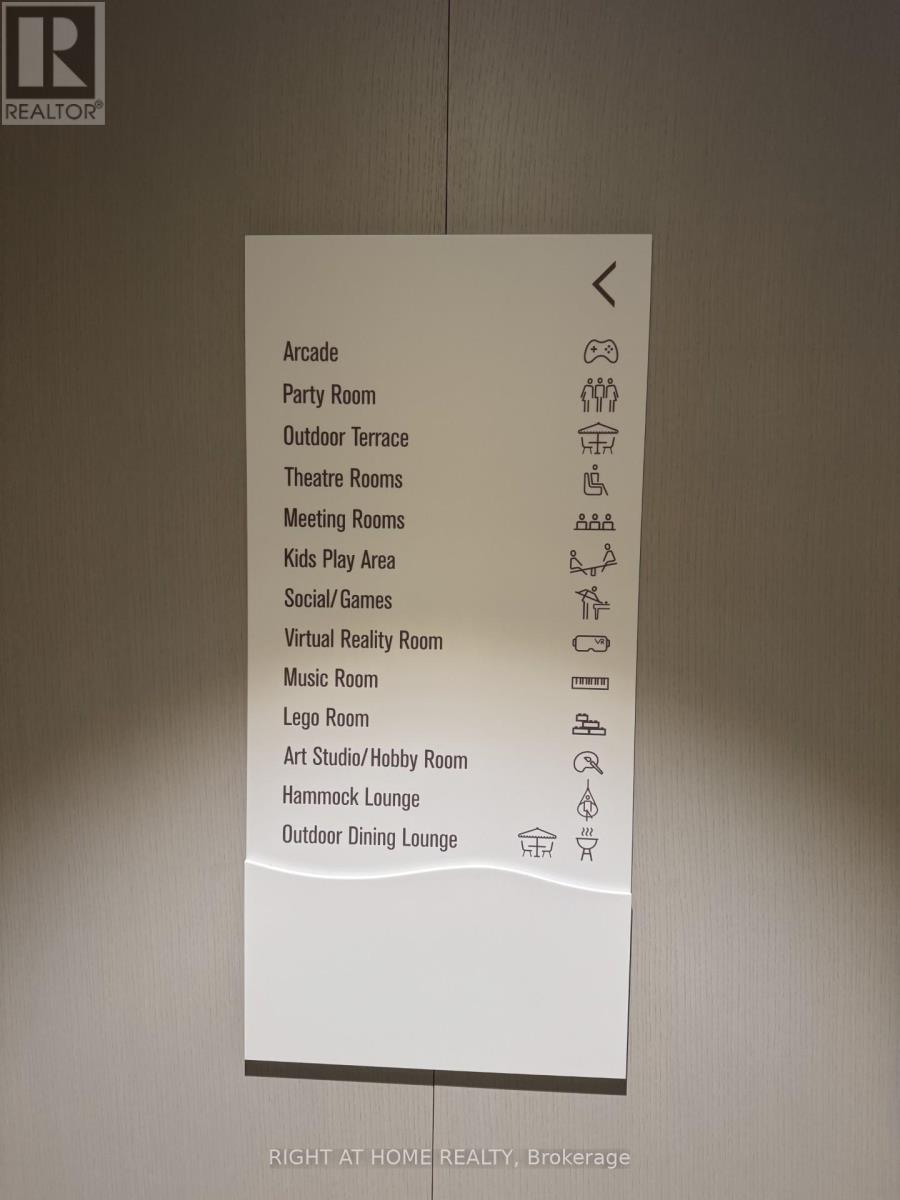 REALTOR®
Arcade
Party Room
Outdoor Terrace
Theatre Rooms
Meeting Rooms
Kids Play Area
Social/Games
Virtual Reality Room
VR
Music Room
Lego Room
Art Studio/Hobby Room
Hammock Lounge
Outdoor Dining Lounge
RIGHT AT HOME REALTY, Brokerage